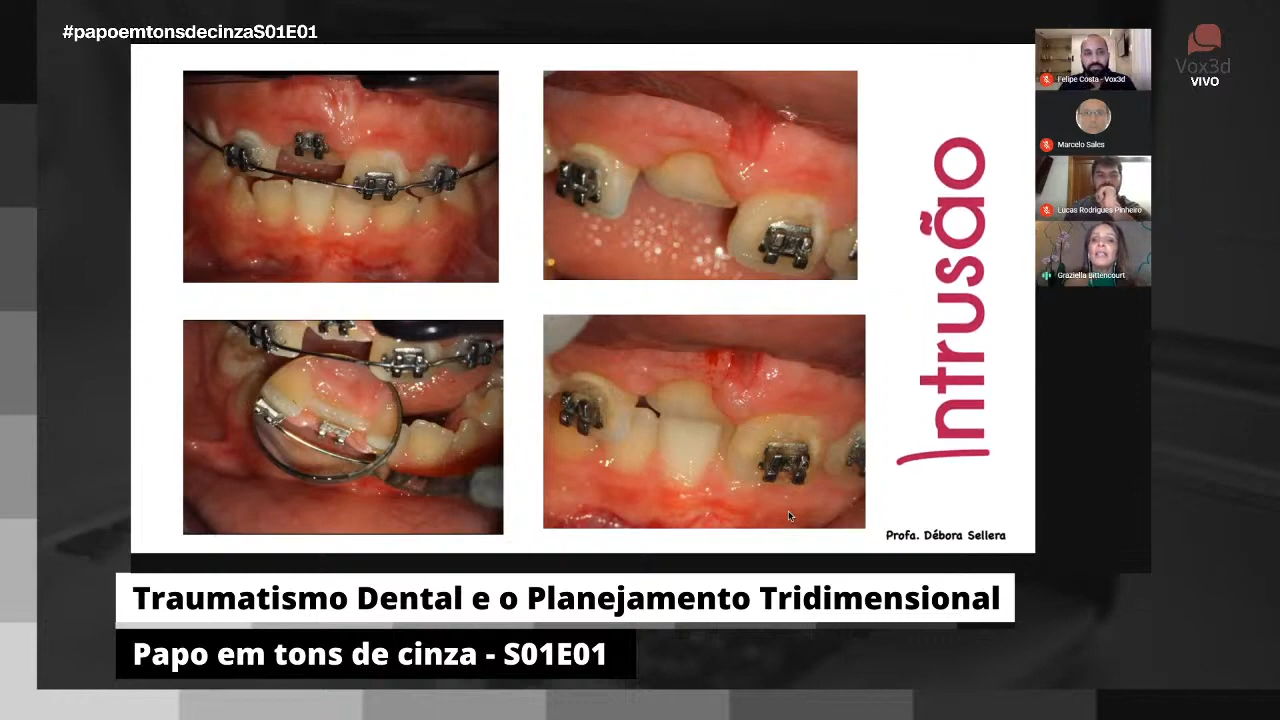 #papoemtonsdecinzaS01E01
Vox3d
VIVO
Felipe Costa - Vox3d
Marcelo Sales
Lucas Rodrigues Pinheiro
Graziella Bittencourt
Intrusão
Profa. Débora Sellera
Traumatismo Dental e o Planejamento Tridimensional
Papo em tons de cinza - S01E01